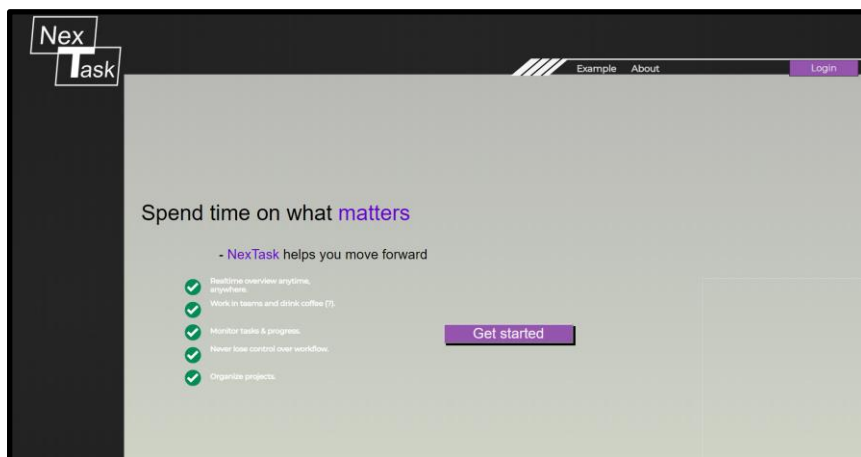 Nex
Task
Example About Login
Spend time on what matters
- NexTask helps you move forward
Realtime overview anytime,
anywhere.
Work in teams and drink coffee (?).
Monitor tasks & progress.
Get started
Never lose control over workflow.
Organize projects.